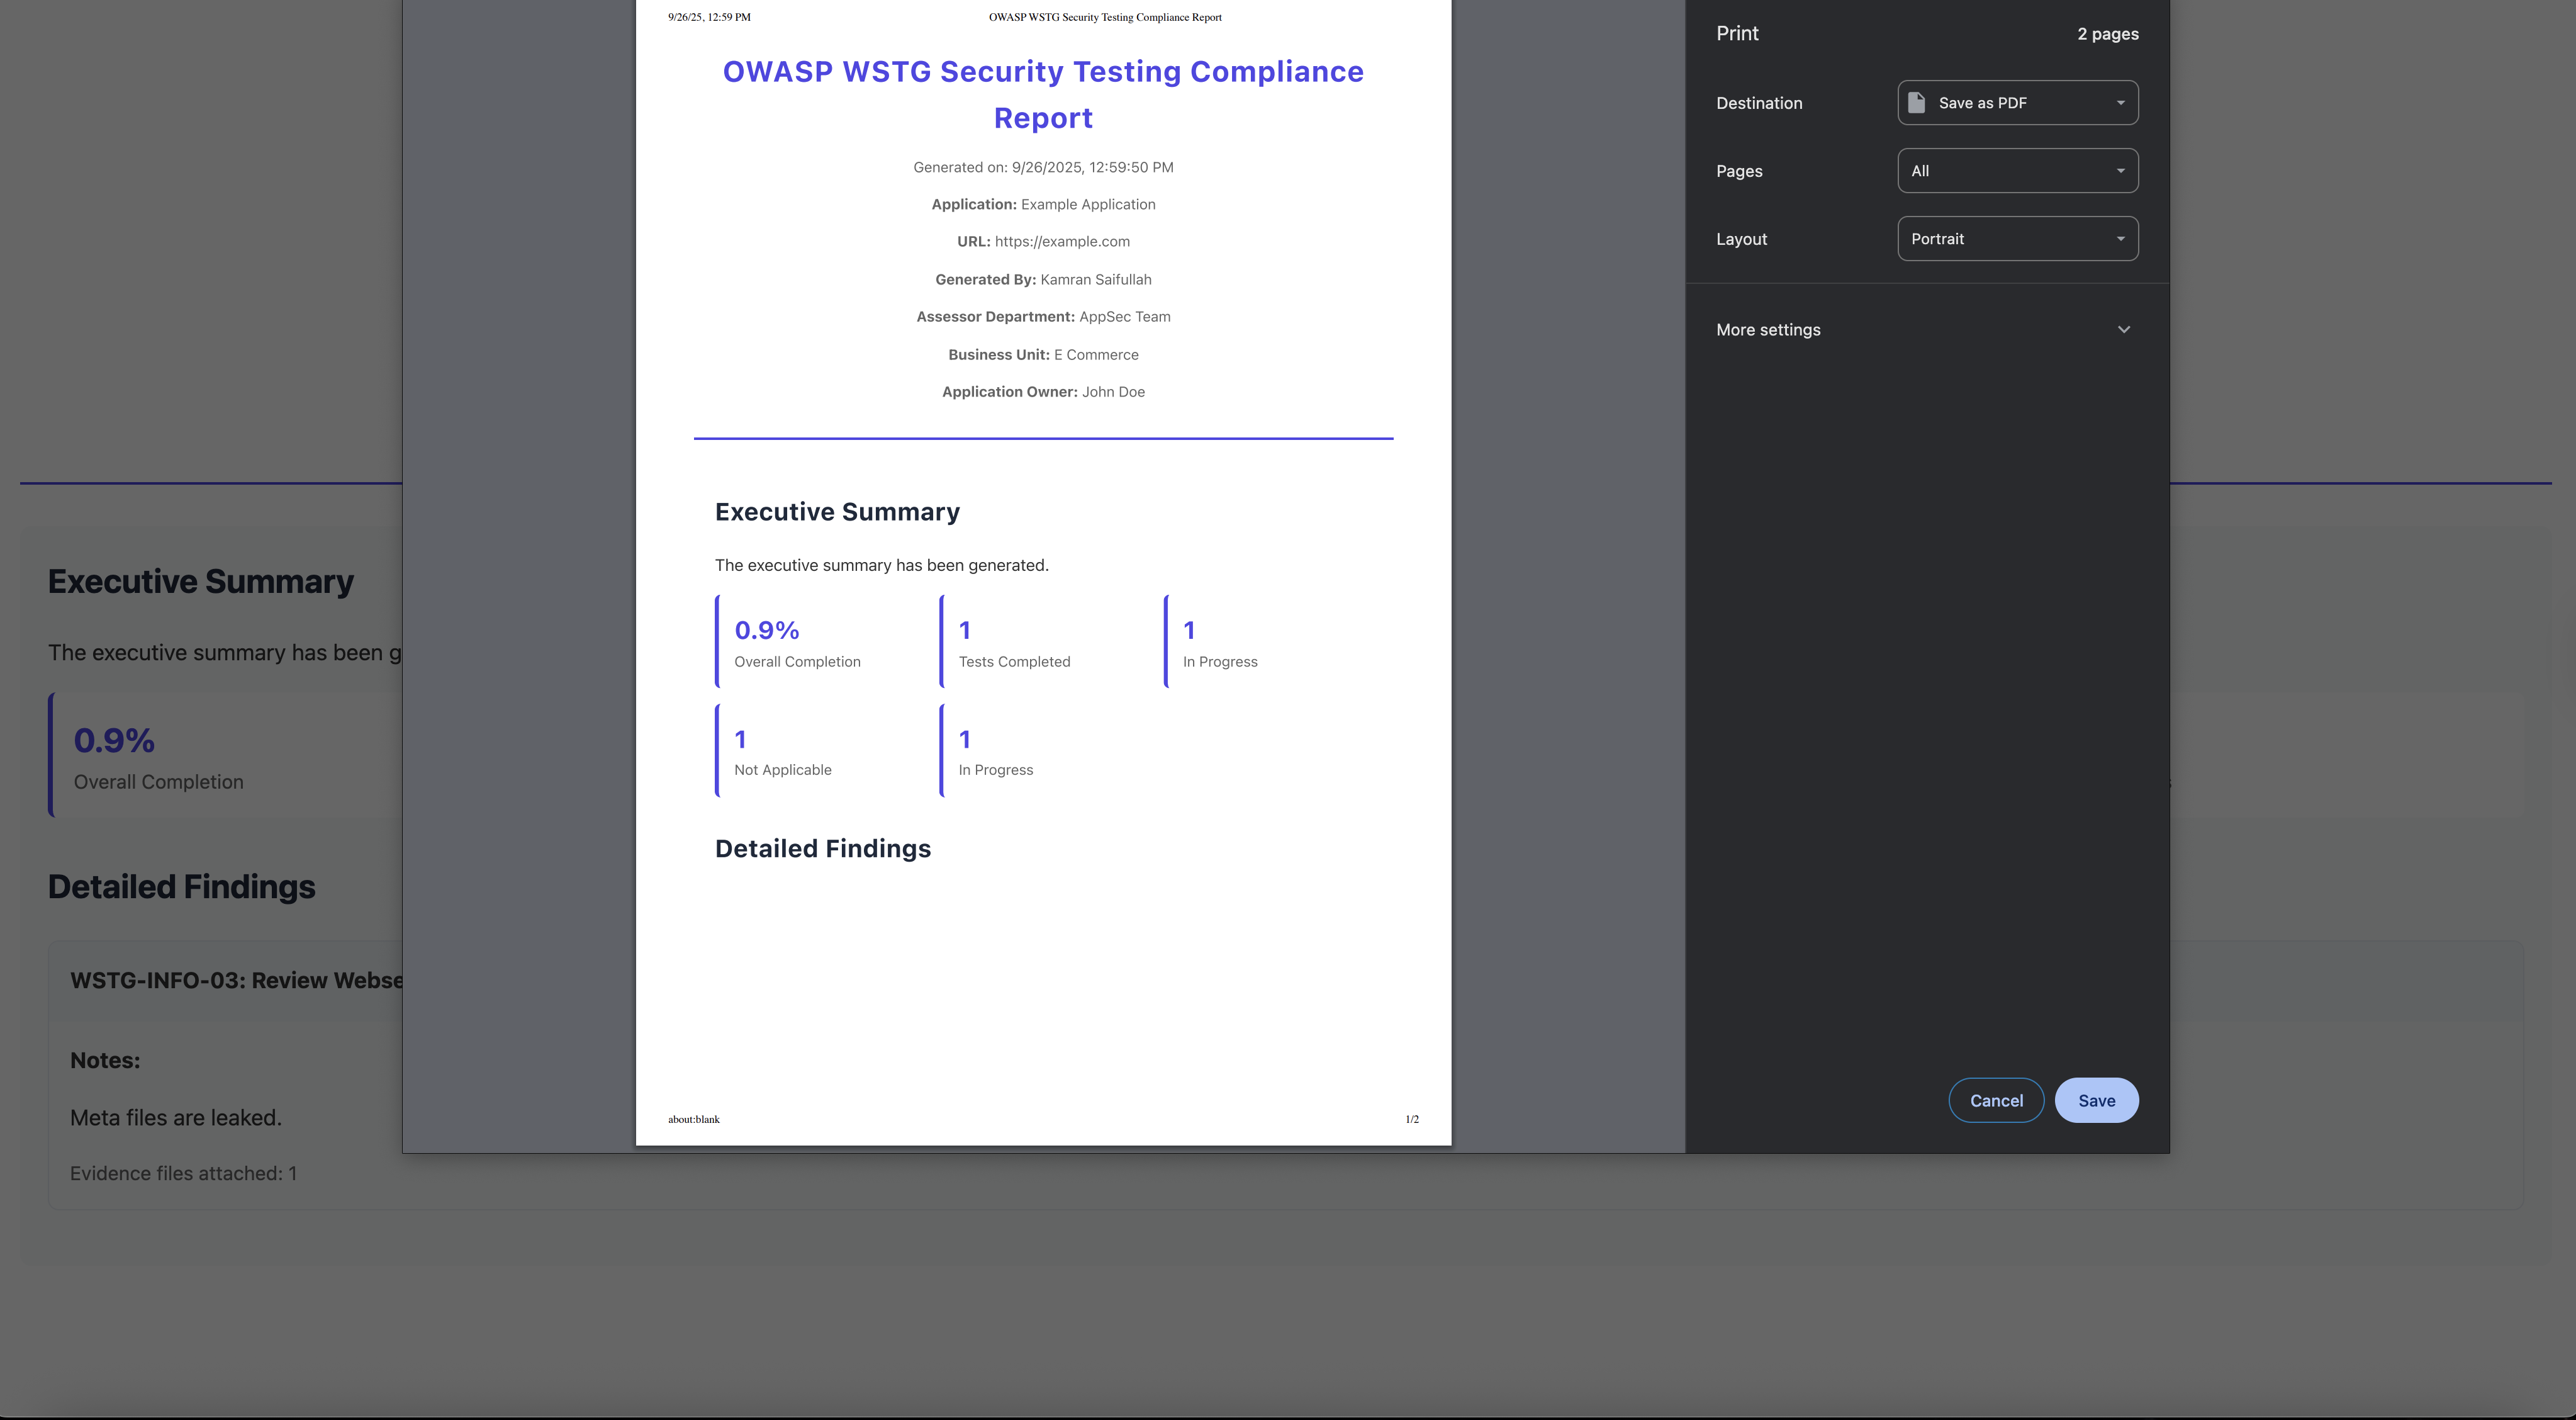 9/26/25, 12:59 PM
OWASP WSTG Security Testing Compliance Report
OWASP WSTG Security Testing Compliance
Report
Generated on: 9/26/2025, 12:59:50 PM
Application: Example Application
URL: https://example.com
Generated By: Kamran Saifullah
Assessor Department: AppSec Team
Business Unit: E Commerce
Application Owner: John Doe
Executive Summary
The executive summary has been generated.
0.9%
Overall Completion
1
Tests Completed
1
In Progress
1
Not Applicable
1
In Progress
Detailed Findings
about:blank
1/2
Print
2 pages
Destination
Save as PDF
Pages
All
Layout
Portrait
More settings
Cancel
Save
Executive Summary
The executive summary has been g
0.9%
Overall Completion
Detailed Findings
WSTG-INFO-03: Review Webse
Notes:
Meta files are leaked.
Evidence files attached: 1